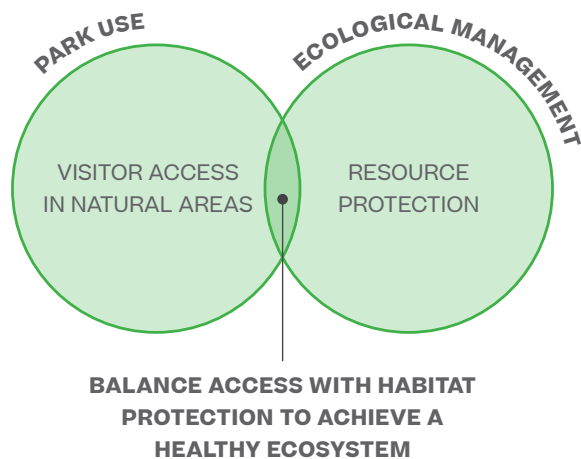 PARK USE
ECOLOGICAL MANAGEMENT
VISITOR ACCESS
IN NATURAL AREAS
RESOURCE
PROTECTION
BALANCE ACCESS WITH HABITAT
PROTECTION TO ACHIEVE A
HEALTHY ECOSYSTEM